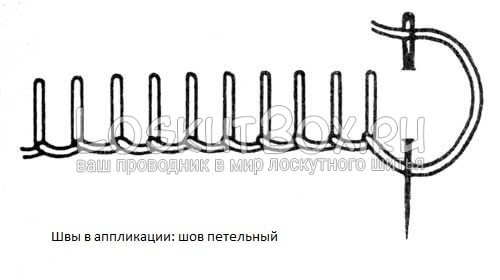 LoskutBox.ru
ваш проводник в мир лоскутного шитья
Швы в аппликации: шов петельный